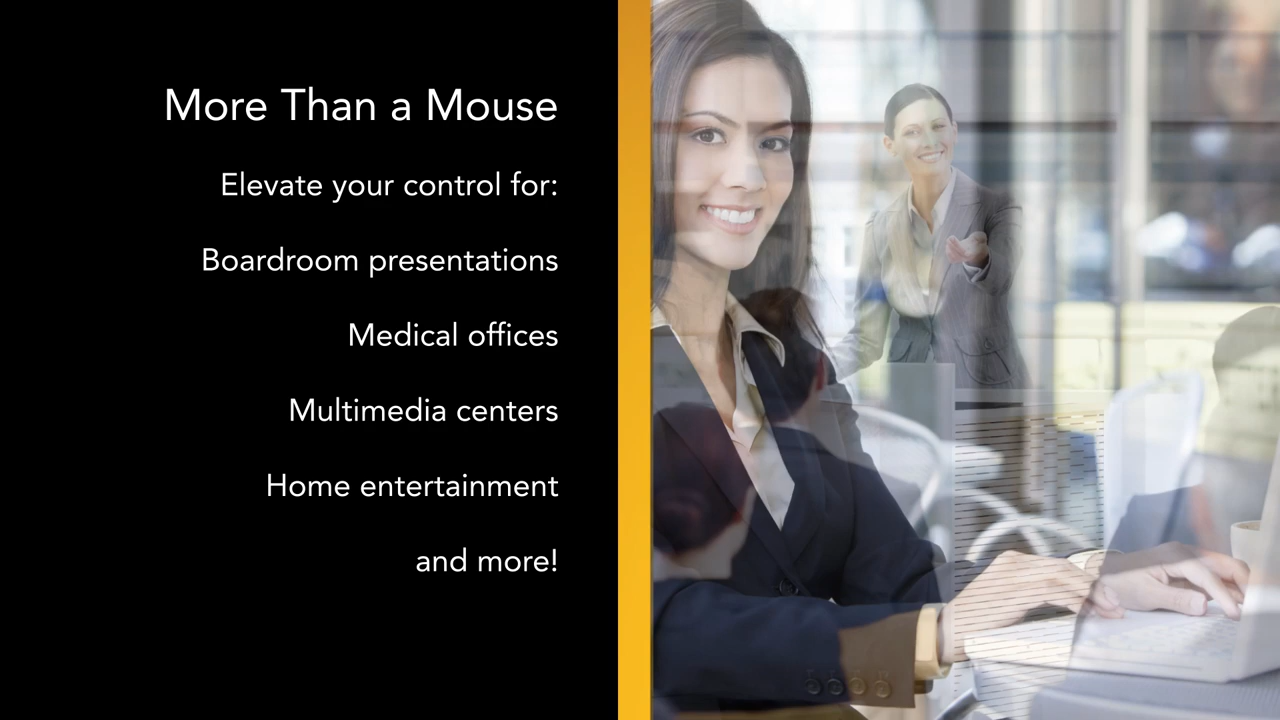 More Than a Mouse
Elevate your control for:
Boardroom presentations
Medical offices
Multimedia centers
Home entertainment
and more!